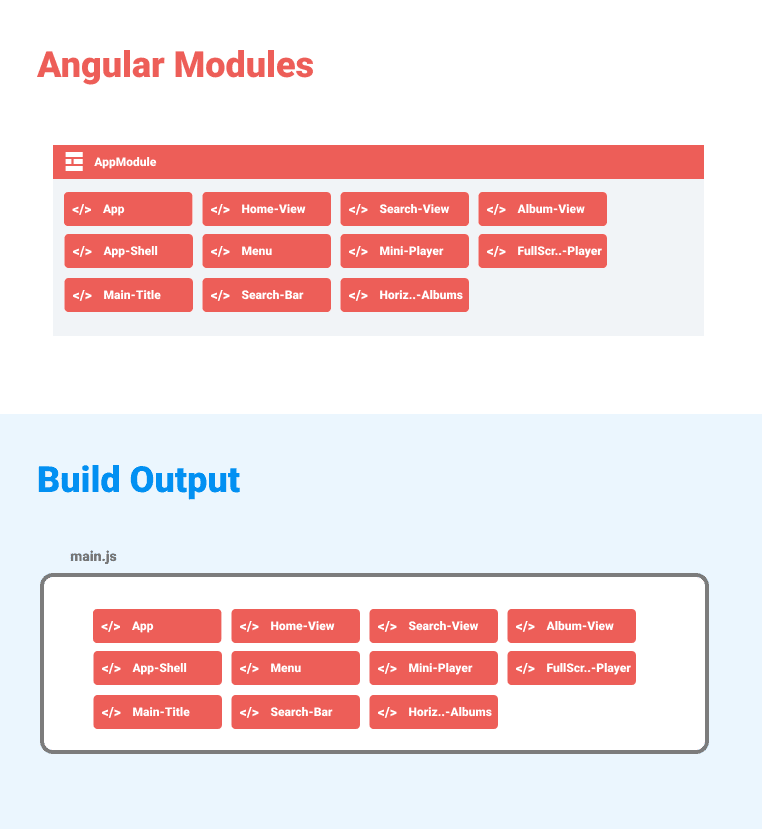 Angular Modules
AppModule
</> App </> Home-View </> Search-View </> Album-View
</> App-Shell </> Menu </> Mini-Player </> FullScr..-Player
</> Main-Title </> Search-Bar </> Horiz..-Albums
Build Output
main.js
</> App </> Home-View </> Search-View </> Album-View
</> App-Shell </> Menu </> Mini-Player </> FullScr..-Player
</> Main-Title </> Search-Bar </> Horiz..-Albums